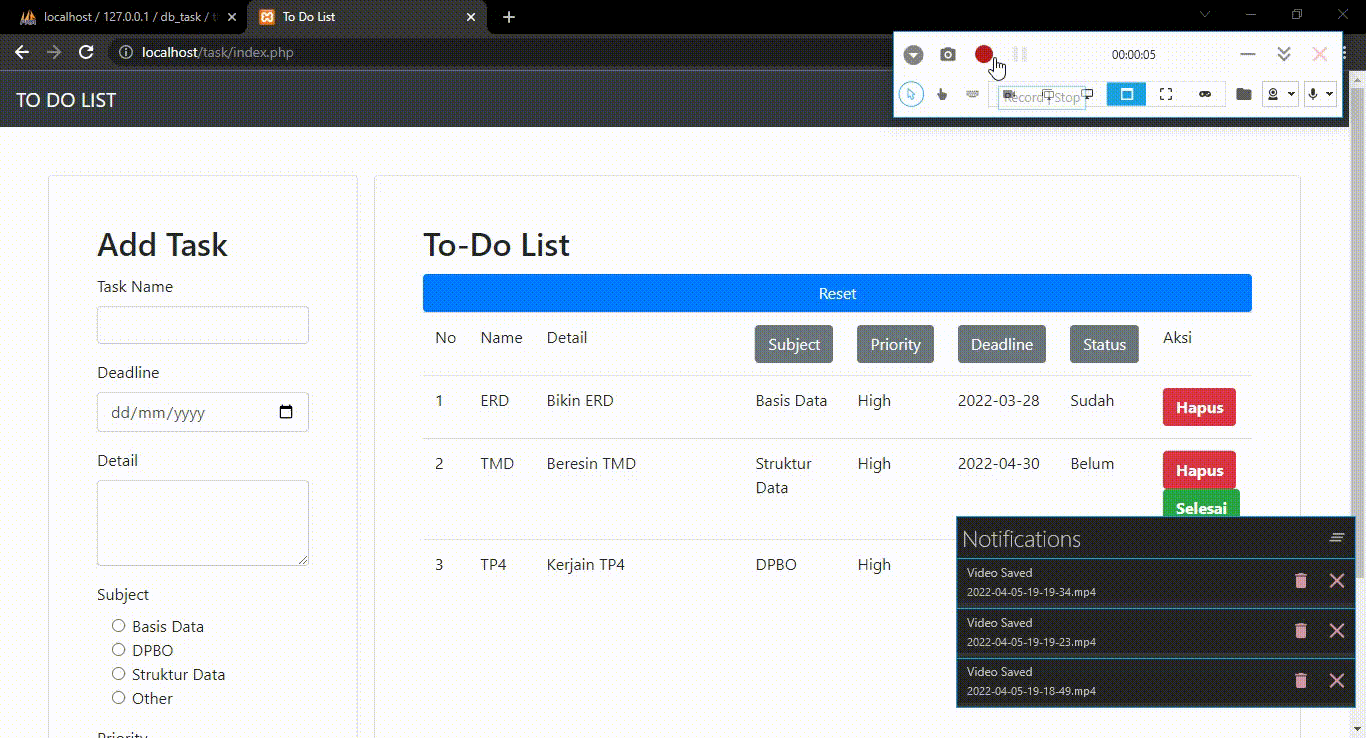 localhost / 127.0.0.1 / db_task / t
To Do List
localhost/task/index.php
00:00:05
Record / Stop
TO DO LIST
Add Task
Task Name
Deadline
dd/mm/yyyy
Detail
Subject
Basis Data
DPBO
Struktur Data
Other
Priority
To-Do List
Reset
No Name Detail Subject Priority Deadline Status Aksi
1 ERD Bikin ERD Basis Data High 2022-03-28 Sudah Hapus
2 TMD Beresin TMD Struktur Data High 2022-04-30 Belum Hapus
Selesai
3 TP4 Kerjain TP4 DPBO High
Notifications
Video Saved
2022-04-05-19-19-34.mp4
Video Saved
2022-04-05-19-19-23.mp4
Video Saved
2022-04-05-19-18-49.mp4